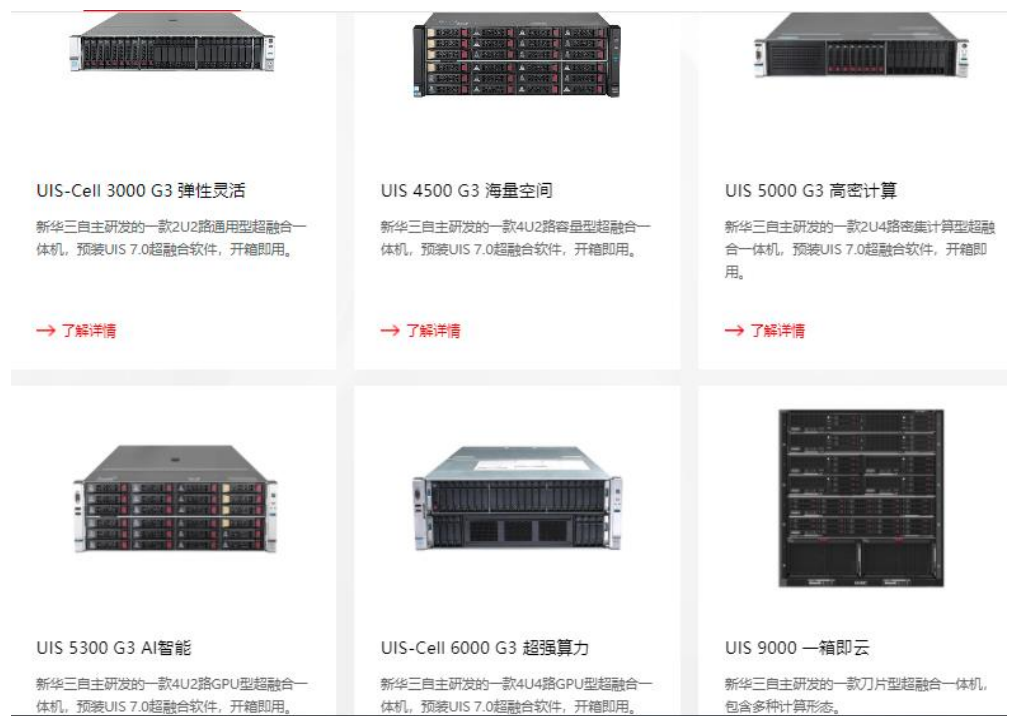 UIS-Cell 3000 G3 弹性灵活
新华三自主研发的一款2U2路通用型超融合一
体机，预装UIS 7.0超融合软件，开箱即用。
→ 了解详情
UIS 4500 G3 海量空间
新华三自主研发的一款4U2路容量型超融合一
体机，预装UIS 7.0超融合软件，开箱即用。
→ 了解详情
UIS 5000 G3 高密计算
新华三自主研发的一款2U4路密集计算型超融
合一体机，预装UIS 7.0超融合软件，开箱即
用。
→ 了解详情
UIS 5300 G3 AI智能
新华三自主研发的一款4U2路GPU型超融合一
体机，预装UIS 7.0超融合软件，开箱即用。
UIS-Cell 6000 G3 超强算力
新华三自主研发的一款4U4路GPU型超融合一
体机，预装UIS 7.0超融合软件，开箱即用。
UIS 9000 一箱即云
新华三自主研发的一款刀片型超融合一体机，
包含多种计算形态。